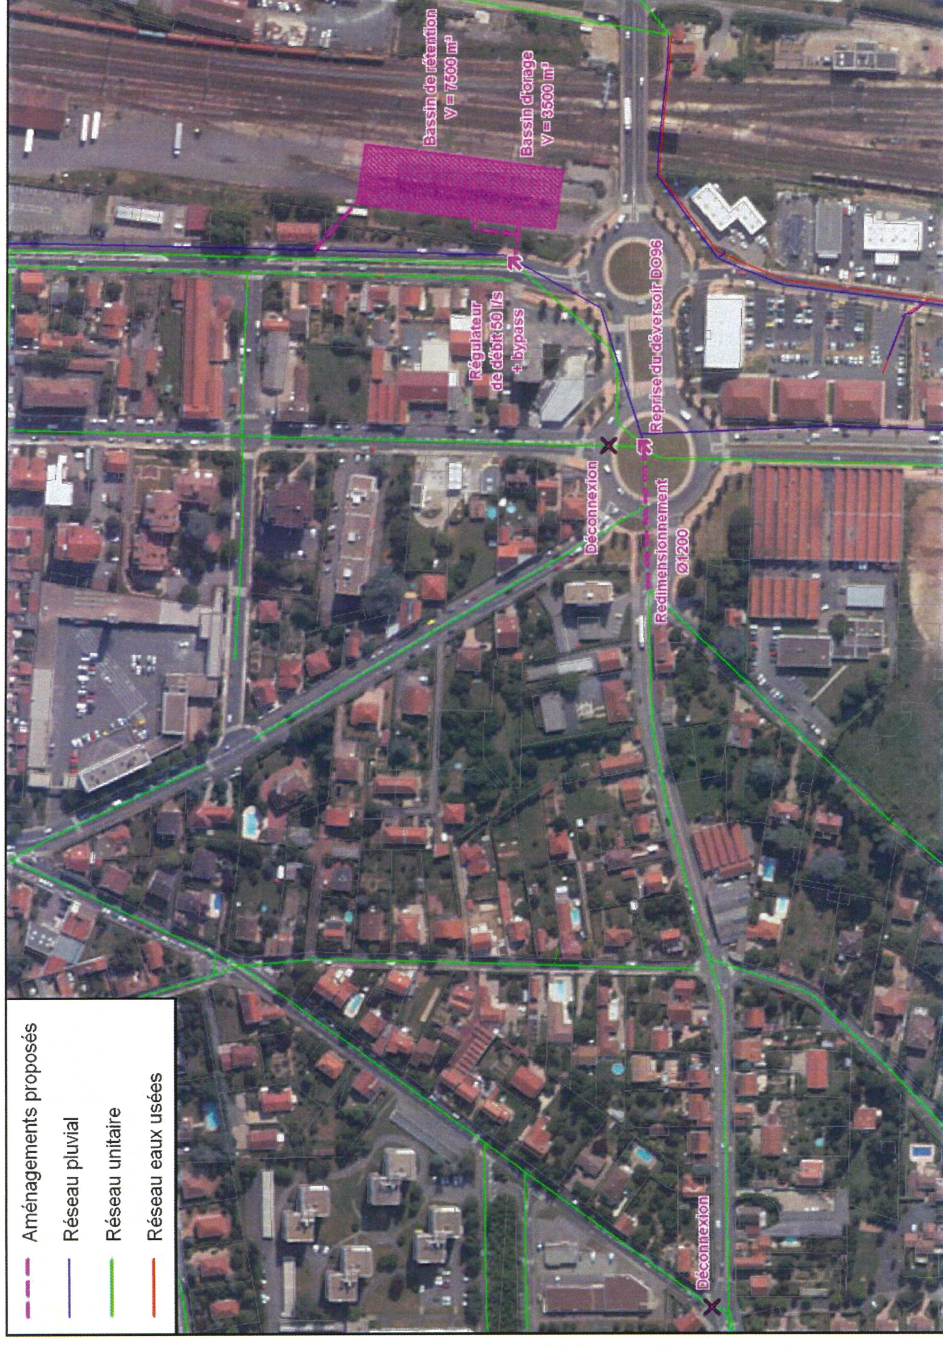 Aménagements proposés
Réseau pluvial
Réseau unitaire
Réseau eaux usées
Bassin de rétention
V = 7500 m³
Bassin d'orage
V = 3500 m³
Régulateur
de débit 50 l/s
+ bypass
Reprise du déversoir DO96
Déconnexion
Redimensionnement
Ø1200
Déconnexion